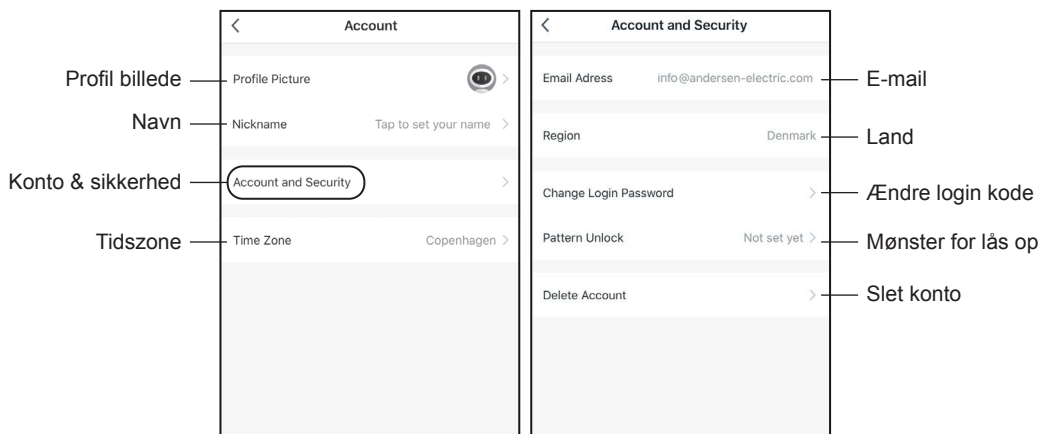 Account
Profil billede
Profile Picture
Navn
Nickname
Tap to set your name
Konto & sikkerhed
Account and Security
Tidszone
Time Zone
Copenhagen
Account and Security
Email Adress
info@andersen-electric.com
E-mail
Region
Denmark
Land
Change Login Password
Ændre login kode
Pattern Unlock
Not set yet
Mønster for lås op
Delete Account
Slet konto